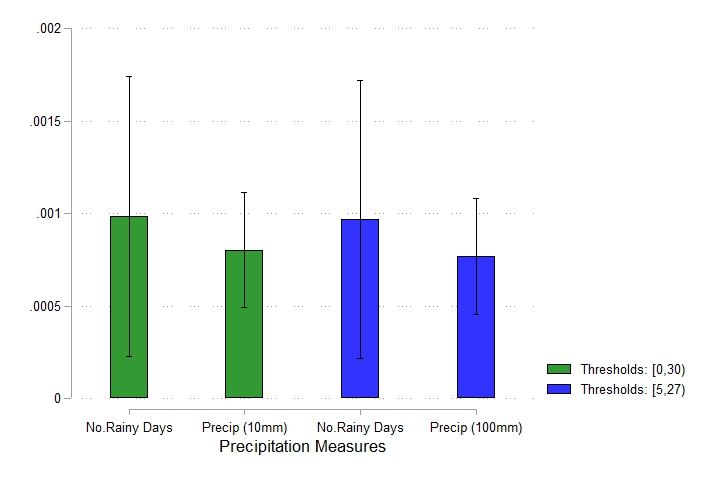 .002
.0015
.001
.0005
0
No.Rainy Days
Precip (10mm)
No.Rainy Days
Precip (100mm)
Precipitation Measures
Thresholds: [0,30)
Thresholds: [5,27)